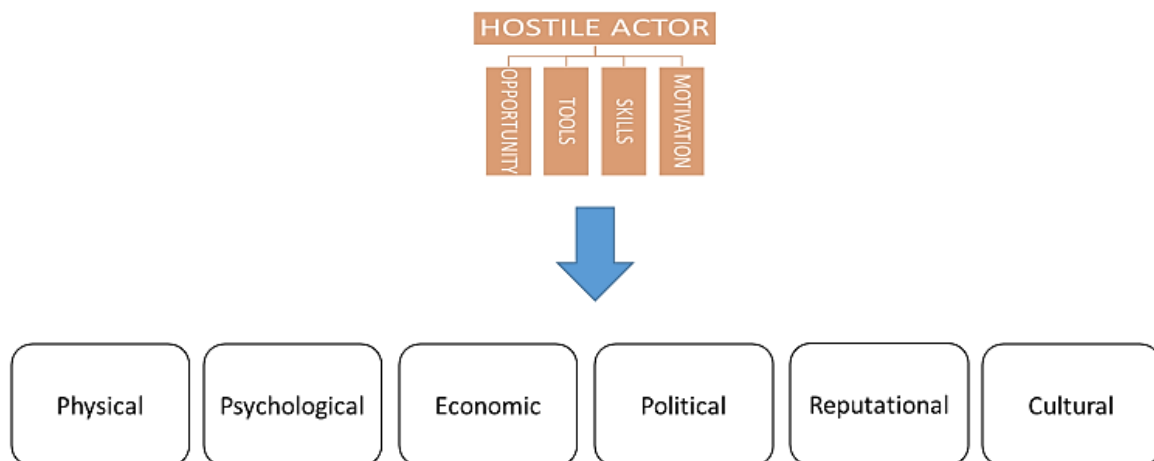 HOSTILE ACTOR
OPPORTUNITY
TOOLS
SKILLS
MOTIVATION
Physical
Psychological
Economic
Political
Reputational
Cultural